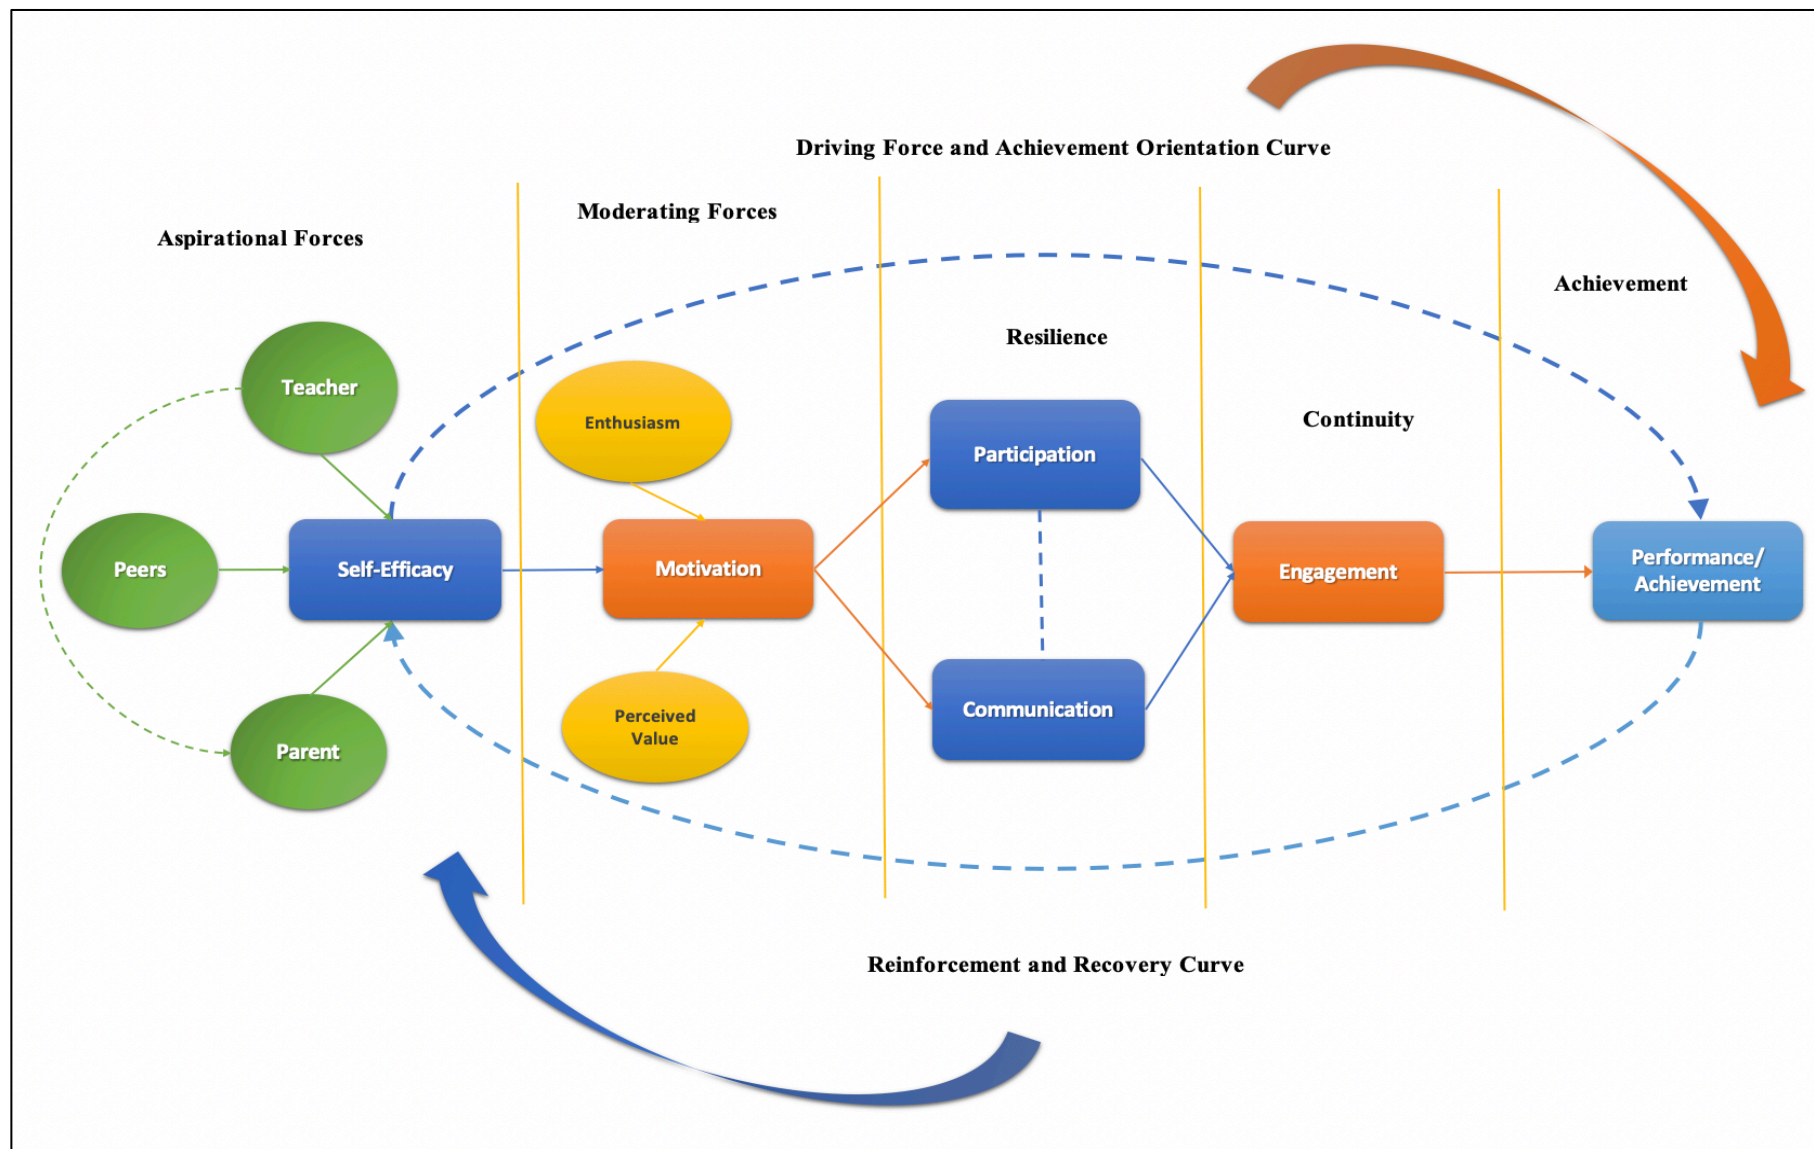 Driving Force and Achievement Orientation Curve
Moderating Forces
Aspirational Forces
Achievement
Resilience
Continuity
Teacher
Enthusiasm
Participation
Peers
Self-Efficacy
Motivation
Engagement
Performance/
Achievement
Perceived
Value
Communication
Parent
Reinforcement and Recovery Curve